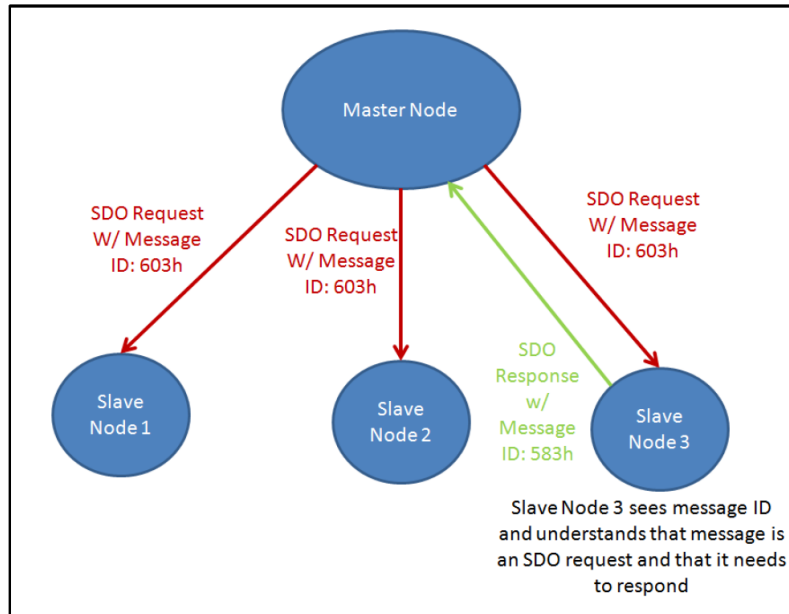 Master Node
SDO Request
W/ Message
ID: 603h
SDO Request
W/ Message
ID: 603h
SDO Request
W/ Message
ID: 603h
SDO
Response
w/
Message
ID: 583h
Slave
Node 1
Slave
Node 2
Slave
Node 3
Slave Node 3 sees message ID
and understands that message is
an SDO request and that it needs
to respond